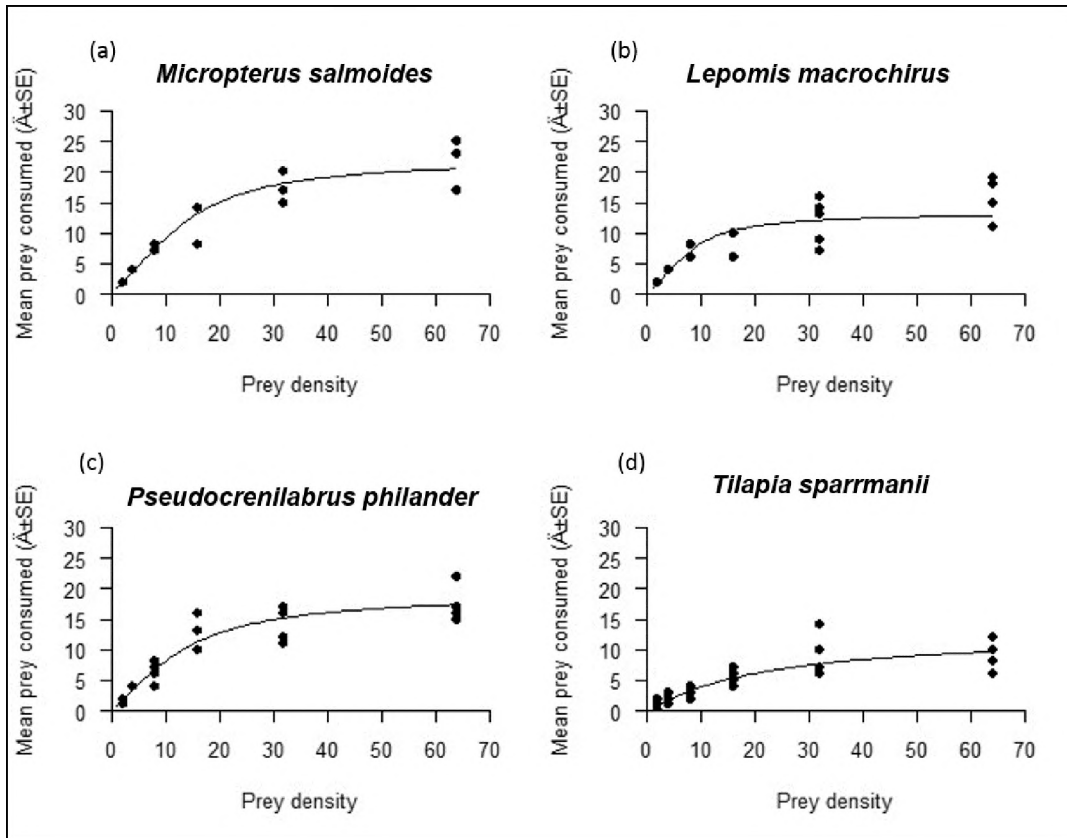 (a)
Micropterus salmoides
Mean prey consumed (Ä±SE)
30
25
20
15
10
5
0
0 10 20 30 40 50 60 70
Prey density
(b)
Lepomis macrochirus
Mean prey consumed (Ä±SE)
30
25
20
15
10
5
0
0 10 20 30 40 50 60 70
Prey density
(c)
Pseudocrenilabrus philander
Mean prey consumed (Ä±SE)
30
25
20
15
10
5
0
0 10 20 30 40 50 60 70
Prey density
(d)
Tilapia sparrmanii
Mean prey consumed (Ä±SE)
30
25
20
15
10
5
0
0 10 20 30 40 50 60 70
Prey density